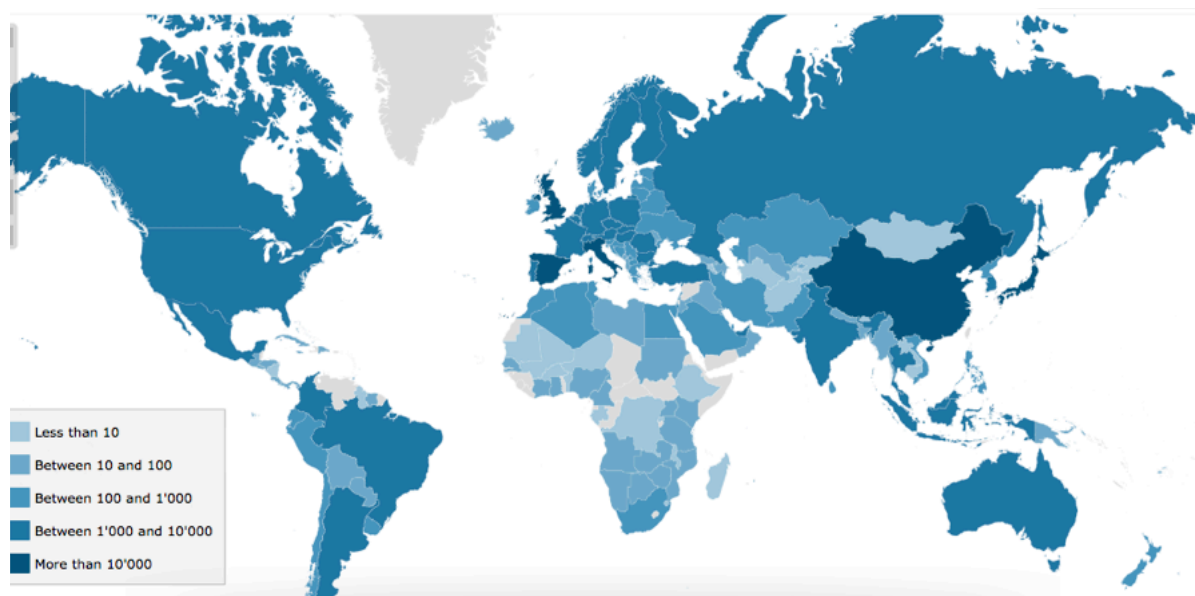 Less than 10
Between 10 and 100
Between 100 and 1'000
Between 1'000 and 10'000
More than 10'000